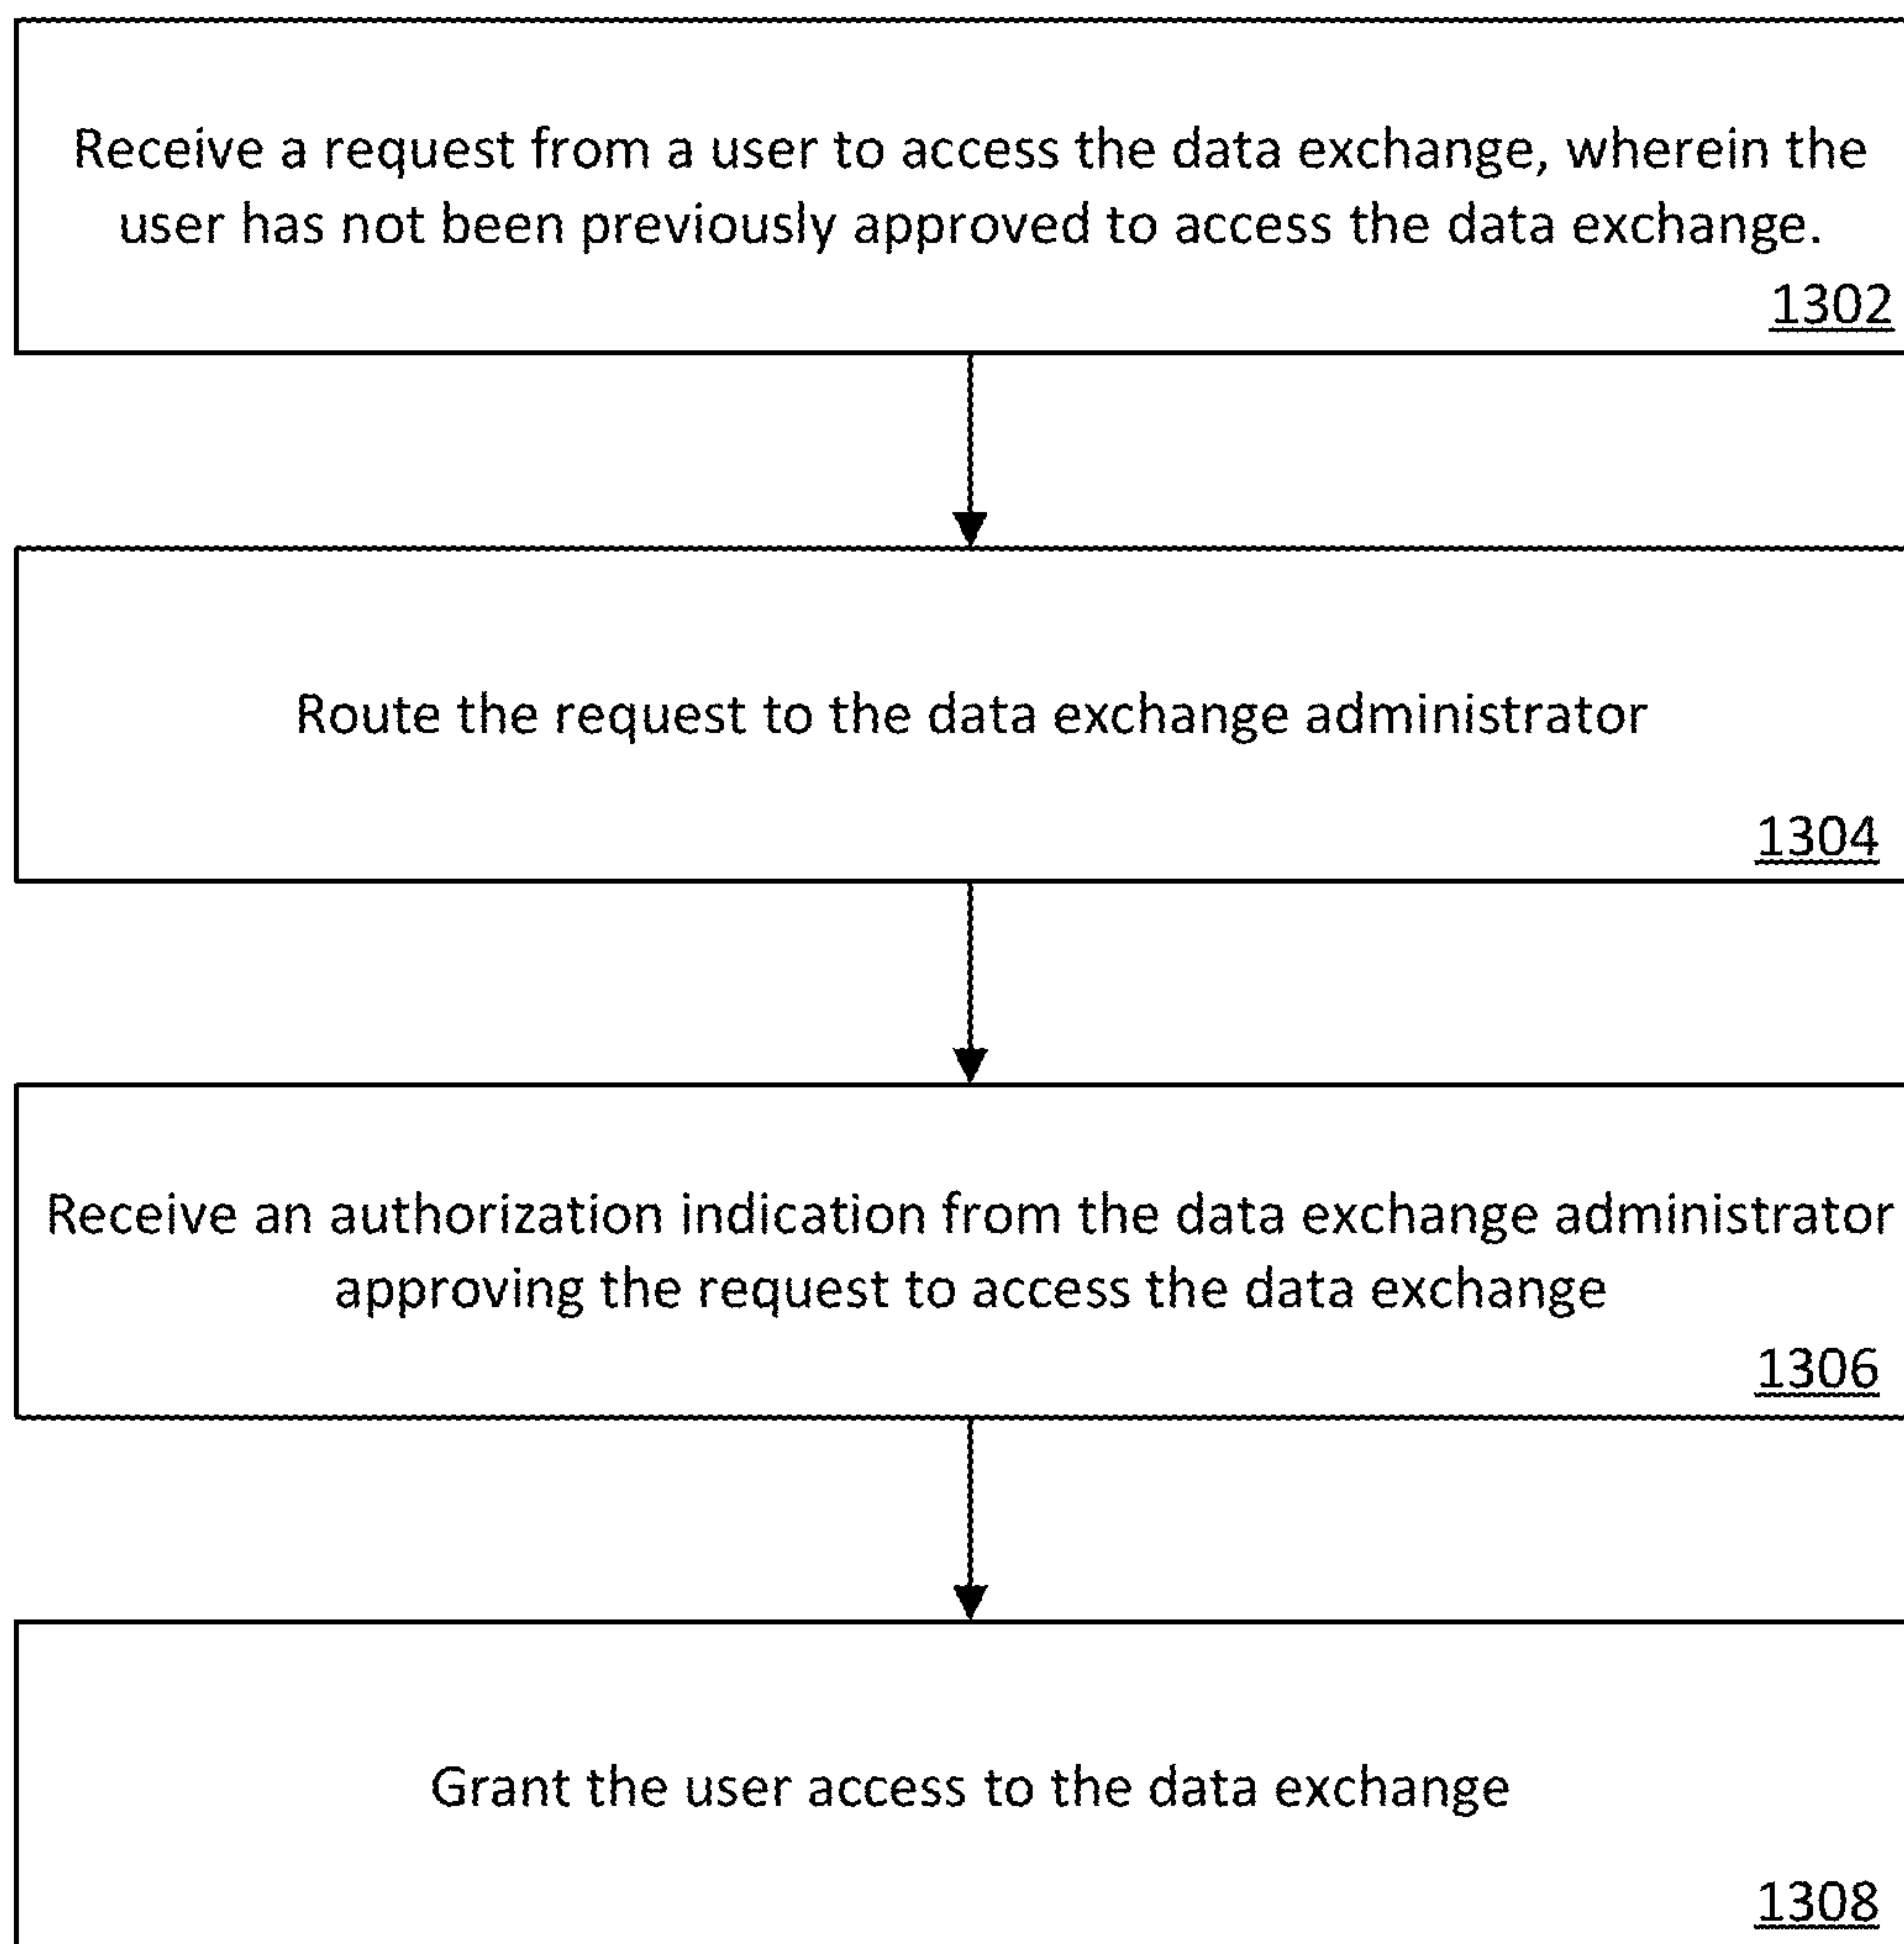 Receive a request from a user to access the data exchange, wherein the
user has not been previously approved to access the data exchange.
1302
Route the request to the data exchange administrator
1304
Receive an authorization indication from the data exchange administrator
approving the request to access the data exchange
1306
Grant the user access to the data exchange
1308